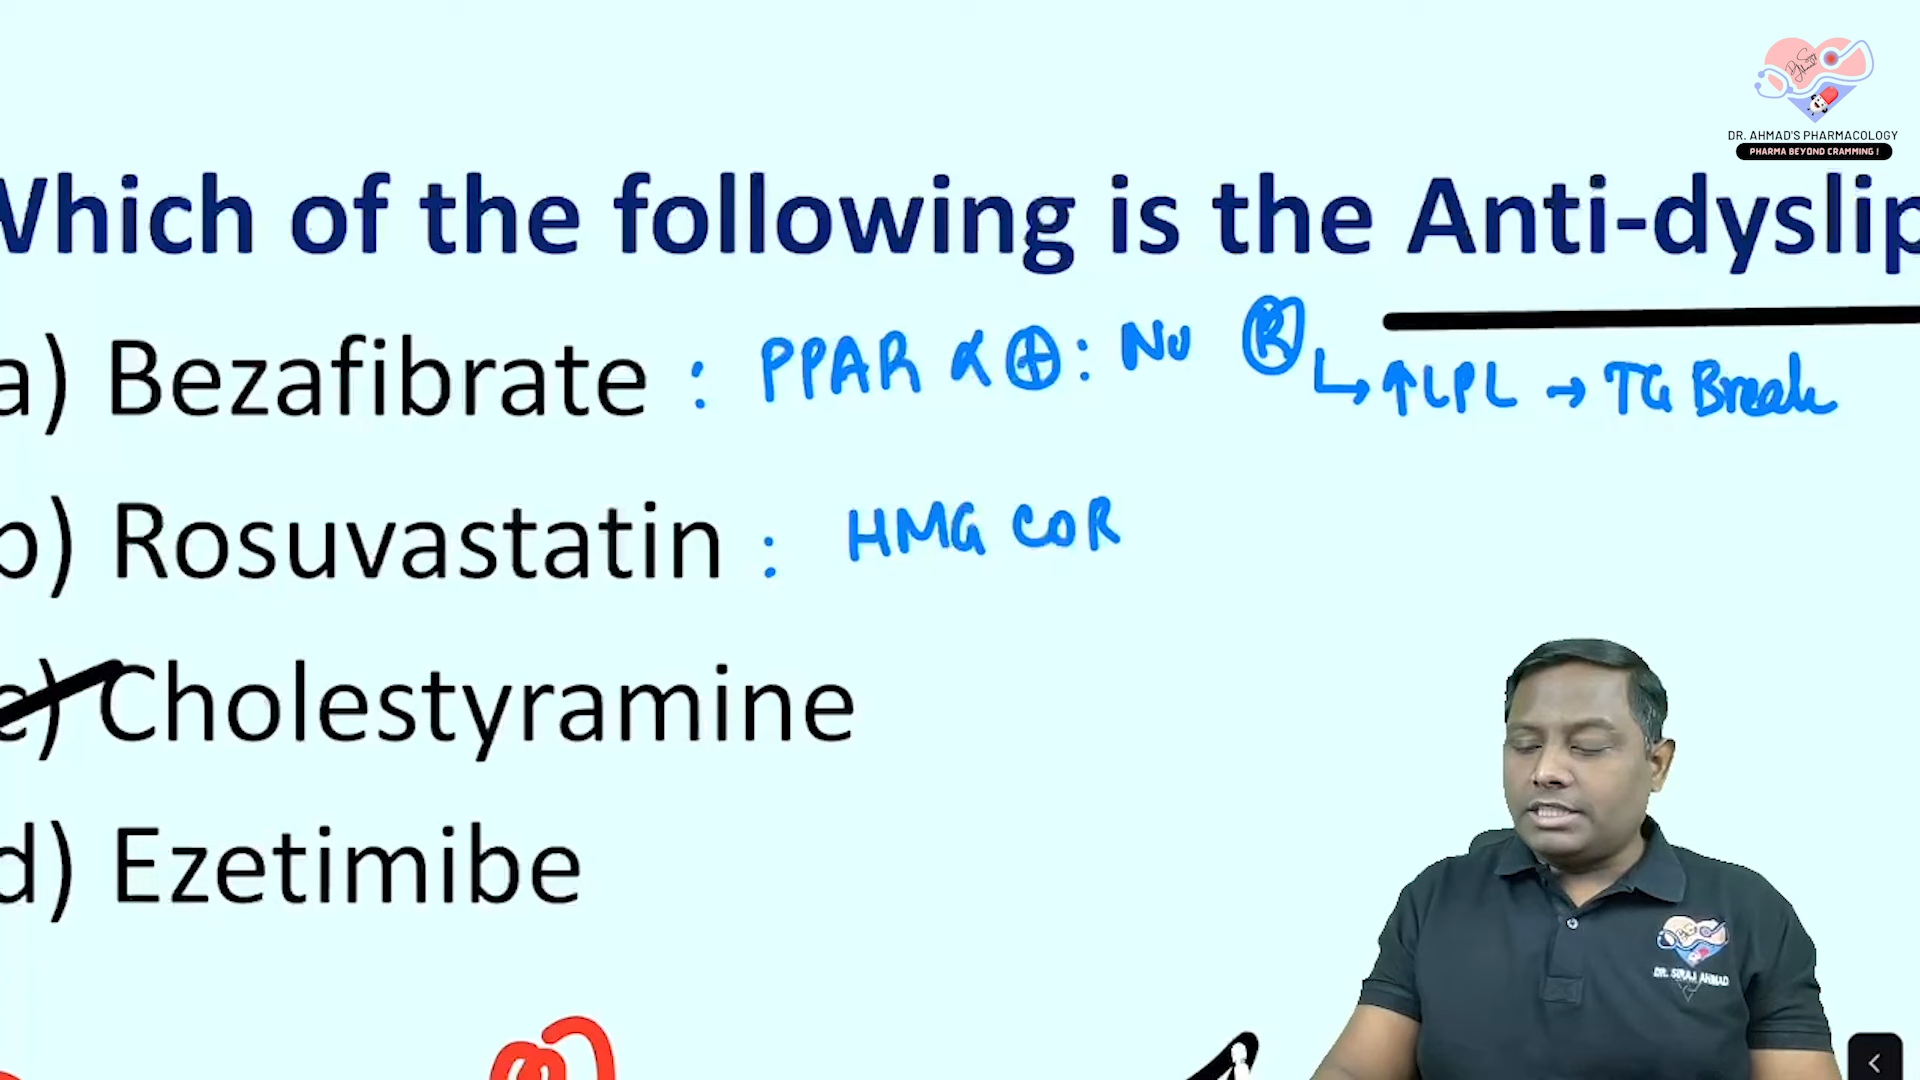 DR. AHMAD'S PHARMACOLOGY
PHARMA BEYOND CRAMMING !
Which of the following is the Anti-dyslip
a) Bezafibrate : PPAR α ⊕ : Nu Ⓡ
↳ ↑LPL → TG Break
b) Rosuvastatin : HMG COR
c) Cholestyramine
d) Ezetimibe
DR. SIRAJ AHMAD